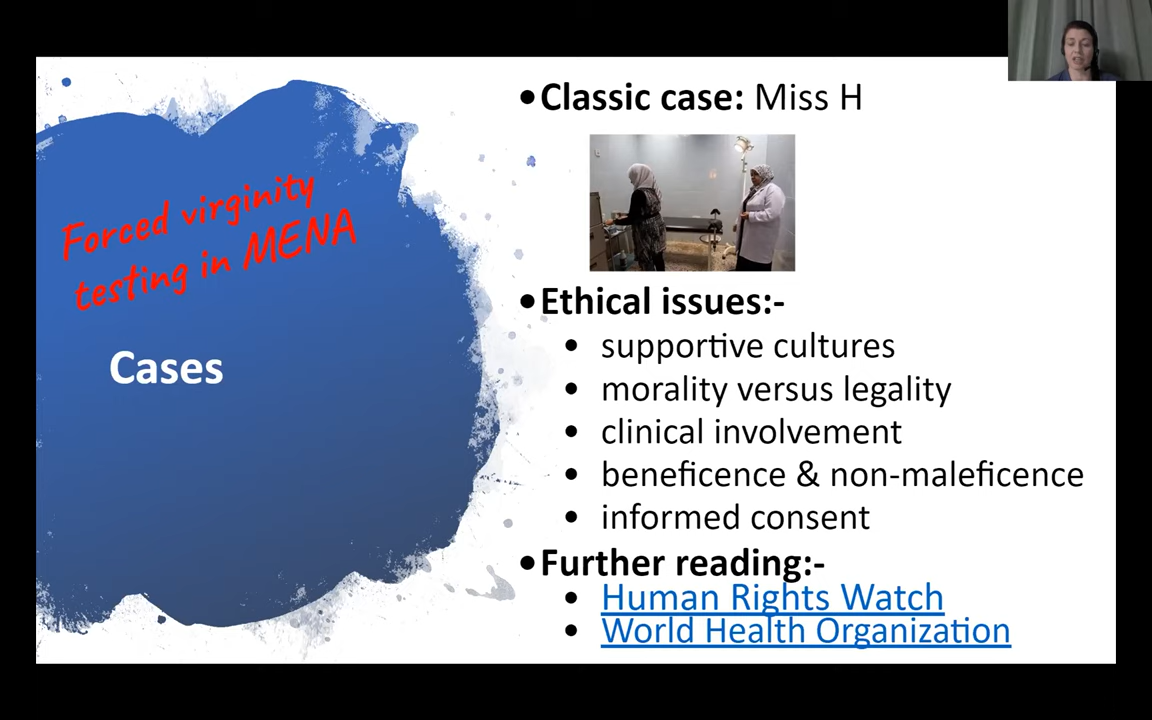 Forced virginity
testing in MENA
Cases
•Classic case: Miss H
•Ethical issues:-
• supportive cultures
• morality versus legality
• clinical involvement
• beneficence & non-maleficence
• informed consent
•Further reading:-
• Human Rights Watch
• World Health Organization